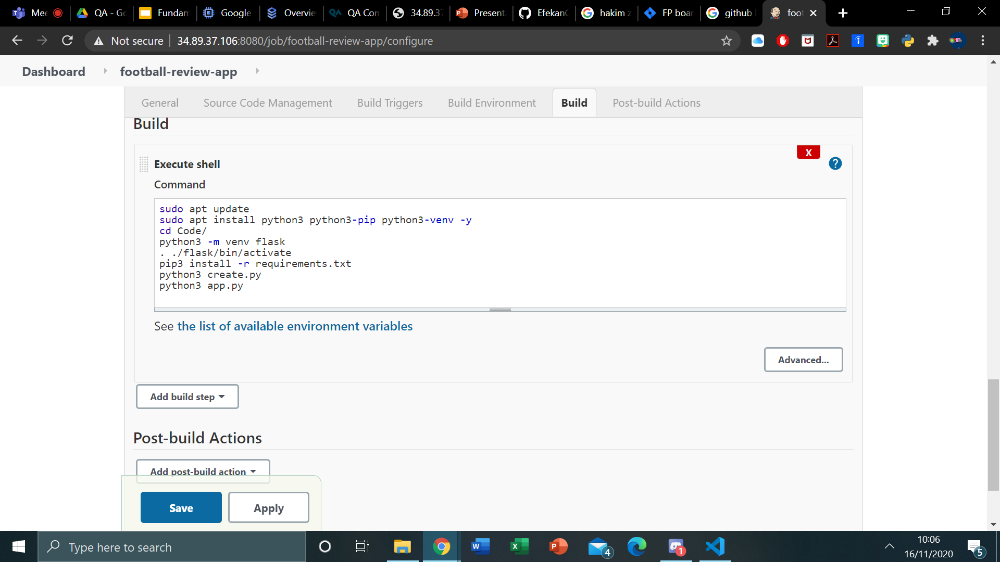 Mee
QA - Go
Fundam
Google
Overvie
QA Com
34.89.37
Present
EfekanC
hakim z
FP boar
github
foot
Not secure
34.89.37.106:8080/job/football-review-app/configure
Dashboard
football-review-app
General
Source Code Management
Build Triggers
Build Environment
Build
Post-build Actions
Build
X
Execute shell
?
Command
sudo apt update
sudo apt install python3 python3-pip python3-venv -y
cd Code/
python3 -m venv flask
. ./flask/bin/activate
pip3 install -r requirements.txt
python3 create.py
python3 app.py
See the list of available environment variables
Advanced...
Add build step
Post-build Actions
Add post-build action
Save
Apply
Type here to search
4
1
10:06
16/11/2020
5